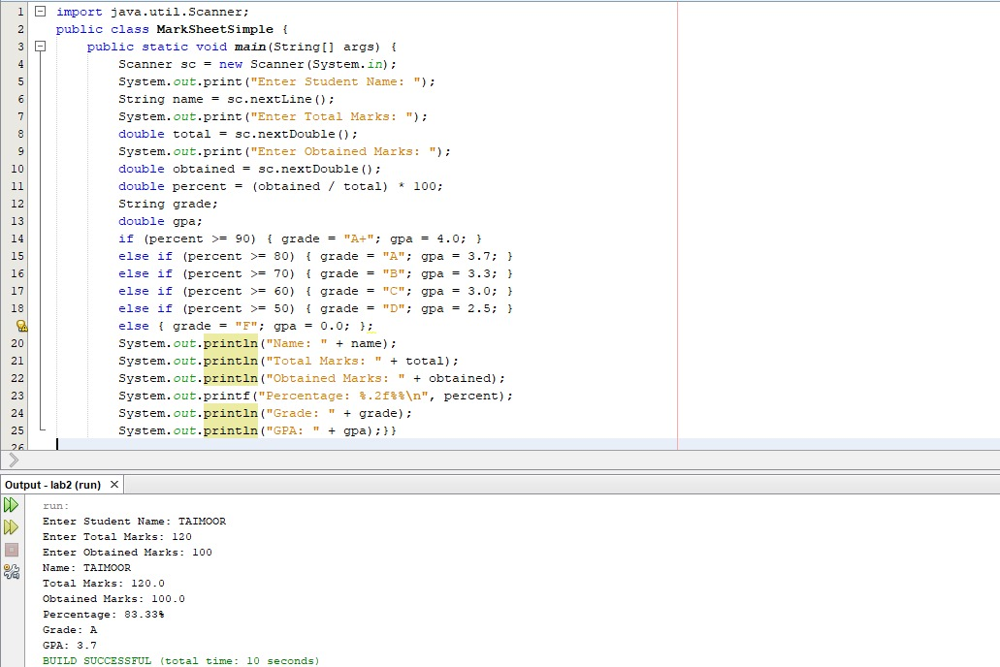 1 import java.util.Scanner;
2 public class MarkSheetSimple {
3 public static void main(String[] args) {
4 Scanner sc = new Scanner(System.in);
5 System.out.print("Enter Student Name: ");
6 String name = sc.nextLine();
7 System.out.print("Enter Total Marks: ");
8 double total = sc.nextDouble();
9 System.out.print("Enter Obtained Marks: ");
10 double obtained = sc.nextDouble();
11 double percent = (obtained / total) * 100;
12 String grade;
13 double gpa;
14 if (percent >= 90) { grade = "A+"; gpa = 4.0; }
15 else if (percent >= 80) { grade = "A"; gpa = 3.7; }
16 else if (percent >= 70) { grade = "B"; gpa = 3.3; }
17 else if (percent >= 60) { grade = "C"; gpa = 3.0; }
18 else if (percent >= 50) { grade = "D"; gpa = 2.5; }
else { grade = "F"; gpa = 0.0; };
20 System.out.println("Name: " + name);
21 System.out.println("Total Marks: " + total);
22 System.out.println("Obtained Marks: " + obtained);
23 System.out.printf("Percentage: %.2f%%\n", percent);
24 System.out.println("Grade: " + grade);
25 System.out.println("GPA: " + gpa);}}
26
Output - lab2 (run)
run:
Enter Student Name: TAIMOOR
Enter Total Marks: 120
Enter Obtained Marks: 100
Name: TAIMOOR
Total Marks: 120.0
Obtained Marks: 100.0
Percentage: 83.33%
Grade: A
GPA: 3.7
BUILD SUCCESSFUL (total time: 10 seconds)